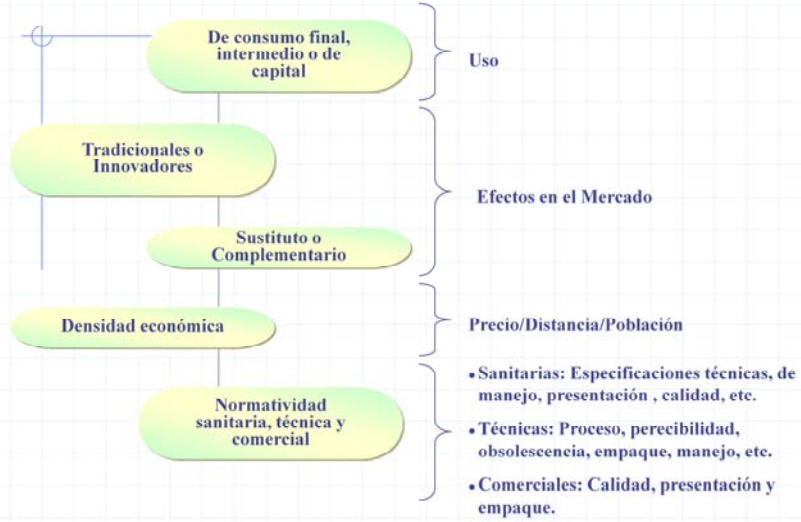 De consumo final,
intermedio o de
capital
Uso
Tradicionales o
Innovadores
Efectos en el Mercado
Sustituto o
Complementario
Densidad económica
Precio/Distancia/Población
Normatividad
sanitaria, técnica y
comercial
• Sanitarias: Especificaciones técnicas, de
manejo, presentación , calidad, etc.
• Técnicas: Proceso, perecibilidad,
obsolescencia, empaque, manejo, etc.
• Comerciales: Calidad, presentación y
empaque.